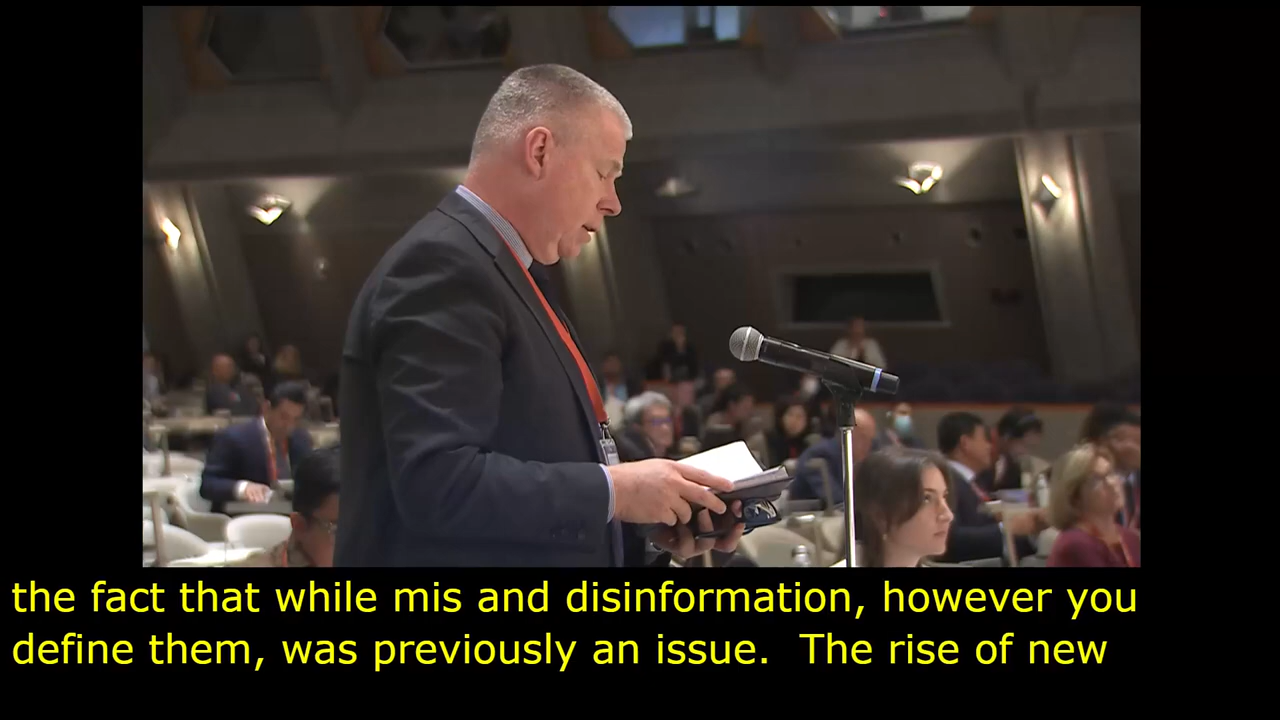 the fact that while mis and disinformation, however you
define them, was previously an issue.  The rise of new